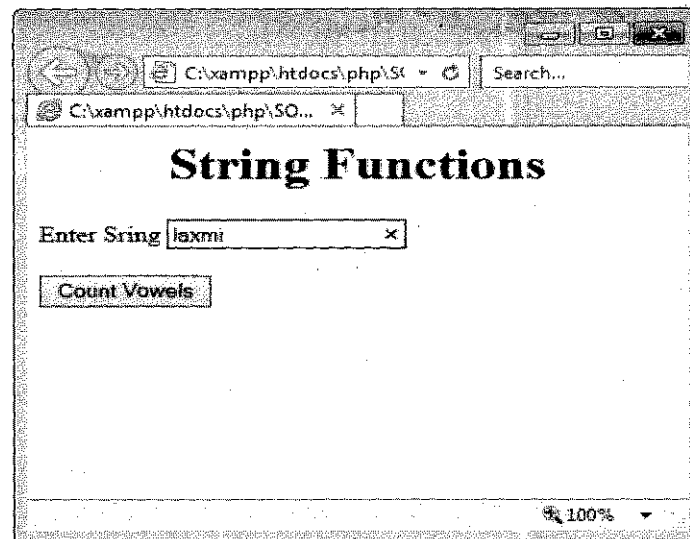 C:\xampp\htdocs\php\S( Search...
C:\xampp\htdocs\php\SO...
String Functions
Enter Sring laxmi
Count Vowels
100%